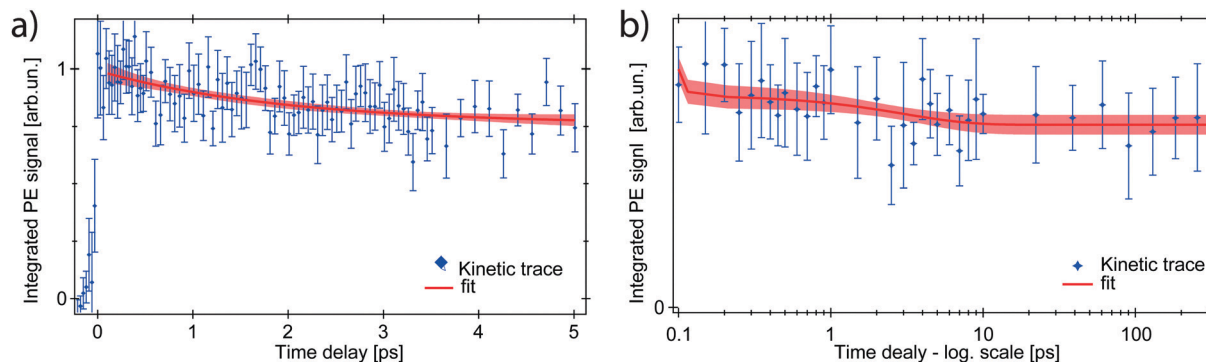 a)
Integrated PE signal [arb.un.]
1
0
Kinetic trace
fit
0 1 2 3 4 5
Time delay [ps]
b)
Integrated PE signl [arb.un.]
0
Kinetic trace
fit
0.1 1 10 100
Time dealy - log. scale [ps]